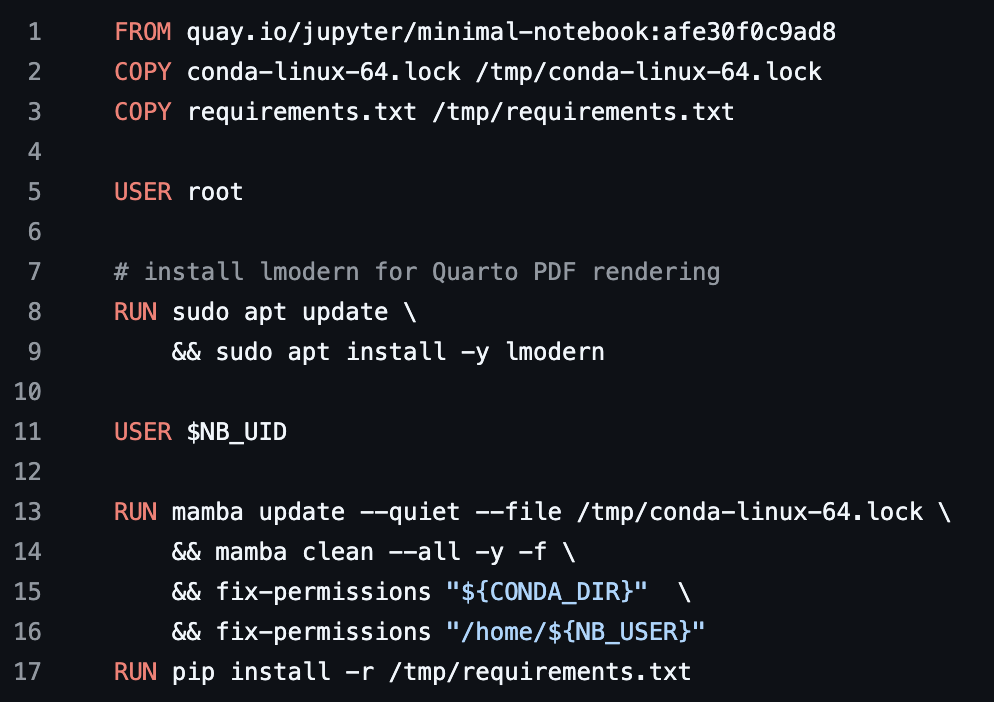 1 FROM quay.io/jupyter/minimal-notebook:afe30f0c9ad8
2 COPY conda-linux-64.lock /tmp/conda-linux-64.lock
3 COPY requirements.txt /tmp/requirements.txt
4
5 USER root
6
7 # install lmodern for Quarto PDF rendering
8 RUN sudo apt update \
9     && sudo apt install -y lmodern
10
11 USER $NB_UID
12
13 RUN mamba update --quiet --file /tmp/conda-linux-64.lock \
14     && mamba clean --all -y -f \
15     && fix-permissions "${CONDA_DIR}"  \
16     && fix-permissions "/home/${NB_USER}"
17 RUN pip install -r /tmp/requirements.txt